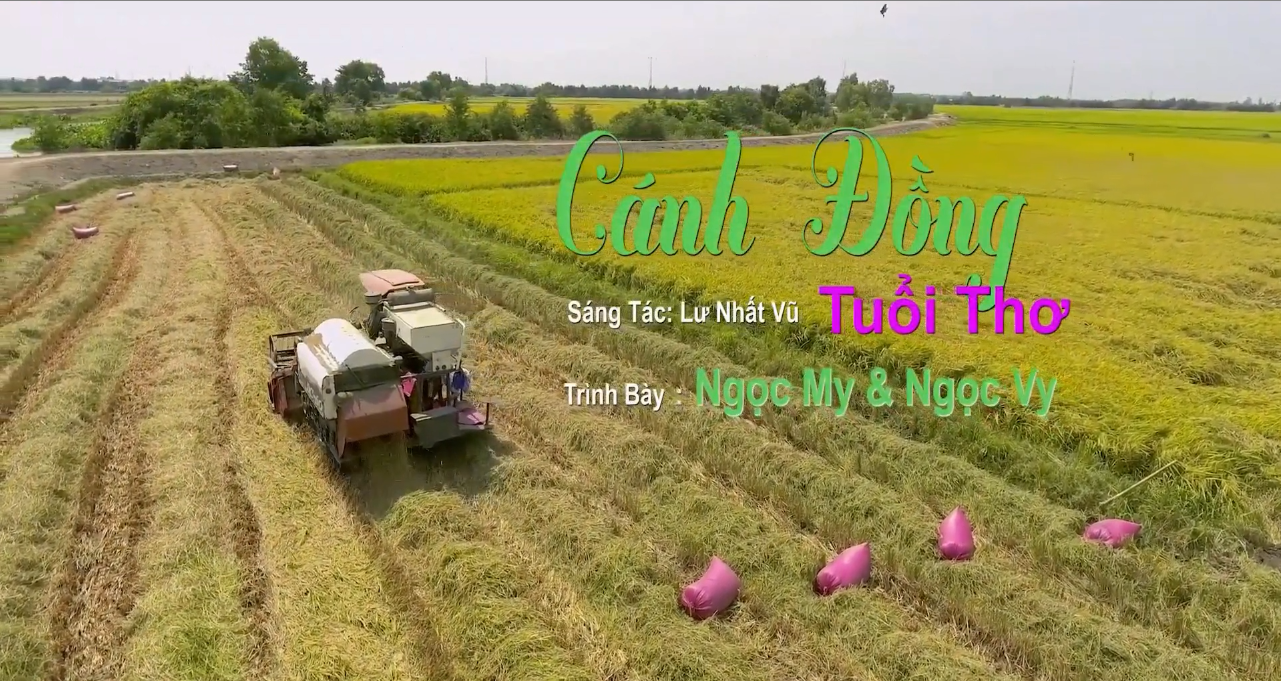 Cánh Đồng
Tuổi Thơ
Sáng Tác: Lư Nhất Vũ
Trình Bày : Ngọc My & Ngọc Vy